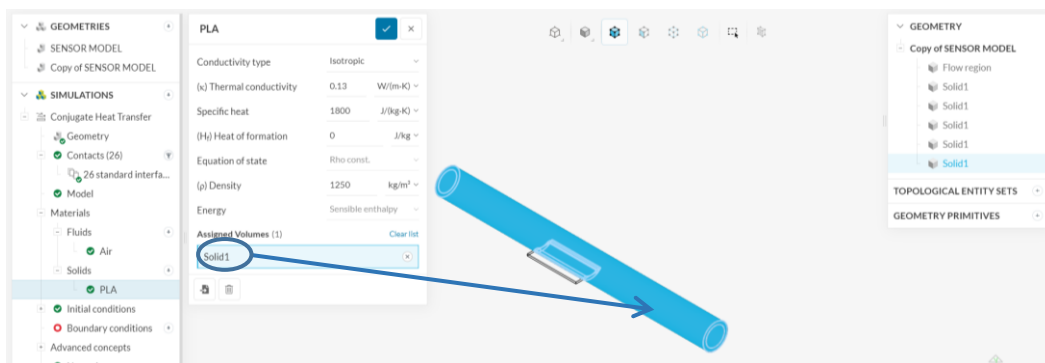 GEOMETRIES
SENSOR MODEL
Copy of SENSOR MODEL
SIMULATIONS
Conjugate Heat Transfer
Geometry
Contacts (26)
26 standard interfa...
Model
Materials
Fluids
Air
Solids
PLA
Initial conditions
Boundary conditions
Advanced concepts
PLA
Conductivity type Isotropic
(κ) Thermal conductivity 0.13 W/(m·K)
Specific heat 1800 J/(kg·K)
(Hf) Heat of formation 0 J/kg
Equation of state Rho const.
(ρ) Density 1250 kg/m³
Energy Sensible enthalpy
Assigned Volumes (1) Clear list
Solid1
GEOMETRY
Copy of SENSOR MODEL
Flow region
Solid1
Solid1
Solid1
Solid1
Solid1
TOPOLOGICAL ENTITY SETS
GEOMETRY PRIMITIVES